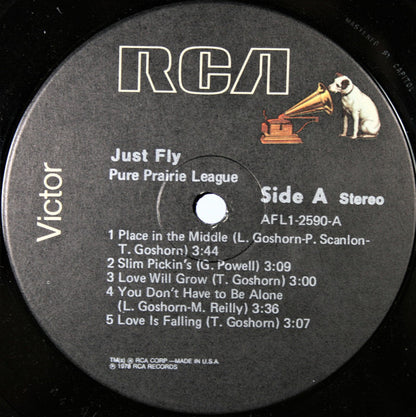 MASTERED BY CAPITOL
RCA
Victor
Just Fly
Pure Prairie League
Side A Stereo
AFL1-2590-A
1 Place in the Middle (L. Goshorn-P. Scanlon-
T. Goshorn) 3:44
2 Slim Pickin's (G. Powell) 3:09
3 Love Will Grow (T. Goshorn) 3:00
4 You Don't Have to Be Alone
(L. Goshorn-M. Reilly) 3:36
5 Love Is Falling (T. Goshorn) 3:07
TM(s) ® RCA CORP—MADE IN U.S.A.
℗ 1978 RCA RECORDS